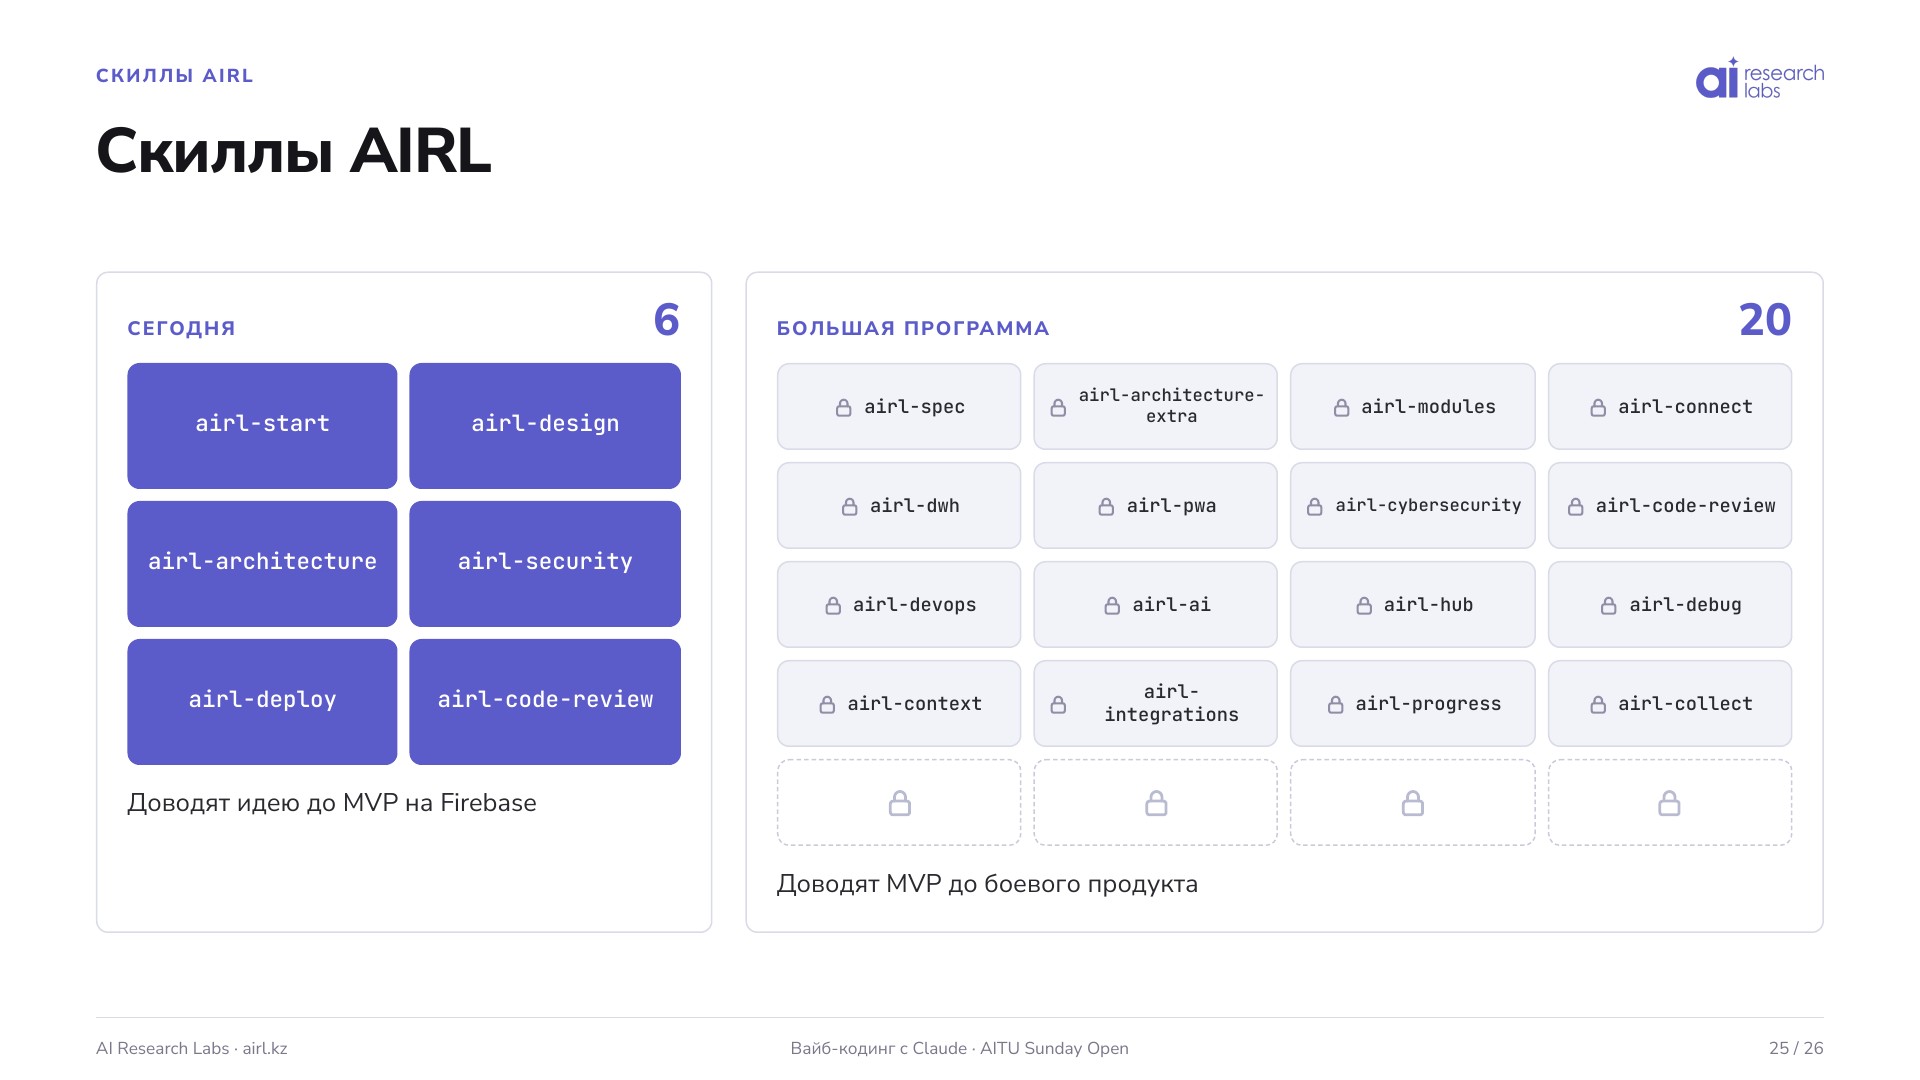 СКИЛЛЫ AIRL
ai research
labs
Скиллы AIRL
СЕГОДНЯ
6
airl-start
airl-design
airl-architecture
airl-security
airl-deploy
airl-code-review
Доводят идею до MVP на Firebase
БОЛЬШАЯ ПРОГРАММА
20
airl-spec
airl-architecture-
extra
airl-modules
airl-connect
airl-dwh
airl-pwa
airl-cybersecurity
airl-code-review
airl-devops
airl-ai
airl-hub
airl-debug
airl-context
airl-
integrations
airl-progress
airl-collect
Доводят MVP до боевого продукта
AI Research Labs · airl.kz
Вайб-кодинг с Claude · AITU Sunday Open
25 / 26